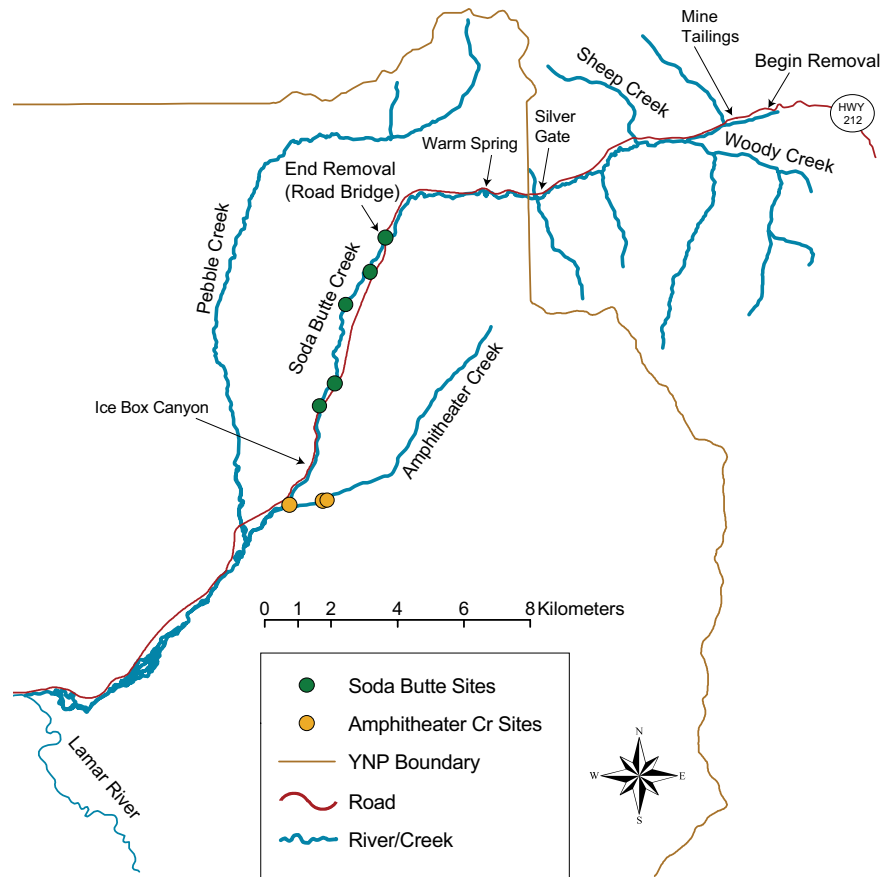 Mine
Tailings
Begin Removal
Sheep Creek
HWY
212
Silver
Gate
Woody Creek
Warm Spring
End Removal
(Road Bridge)
Pebble Creek
Soda Butte Creek
Amphitheater Creek
Ice Box Canyon
0 1 2 4 6 8 Kilometers
Soda Butte Sites
Amphitheater Cr Sites
YNP Boundary
Road
River/Creek
Lamar River
N
W E
S